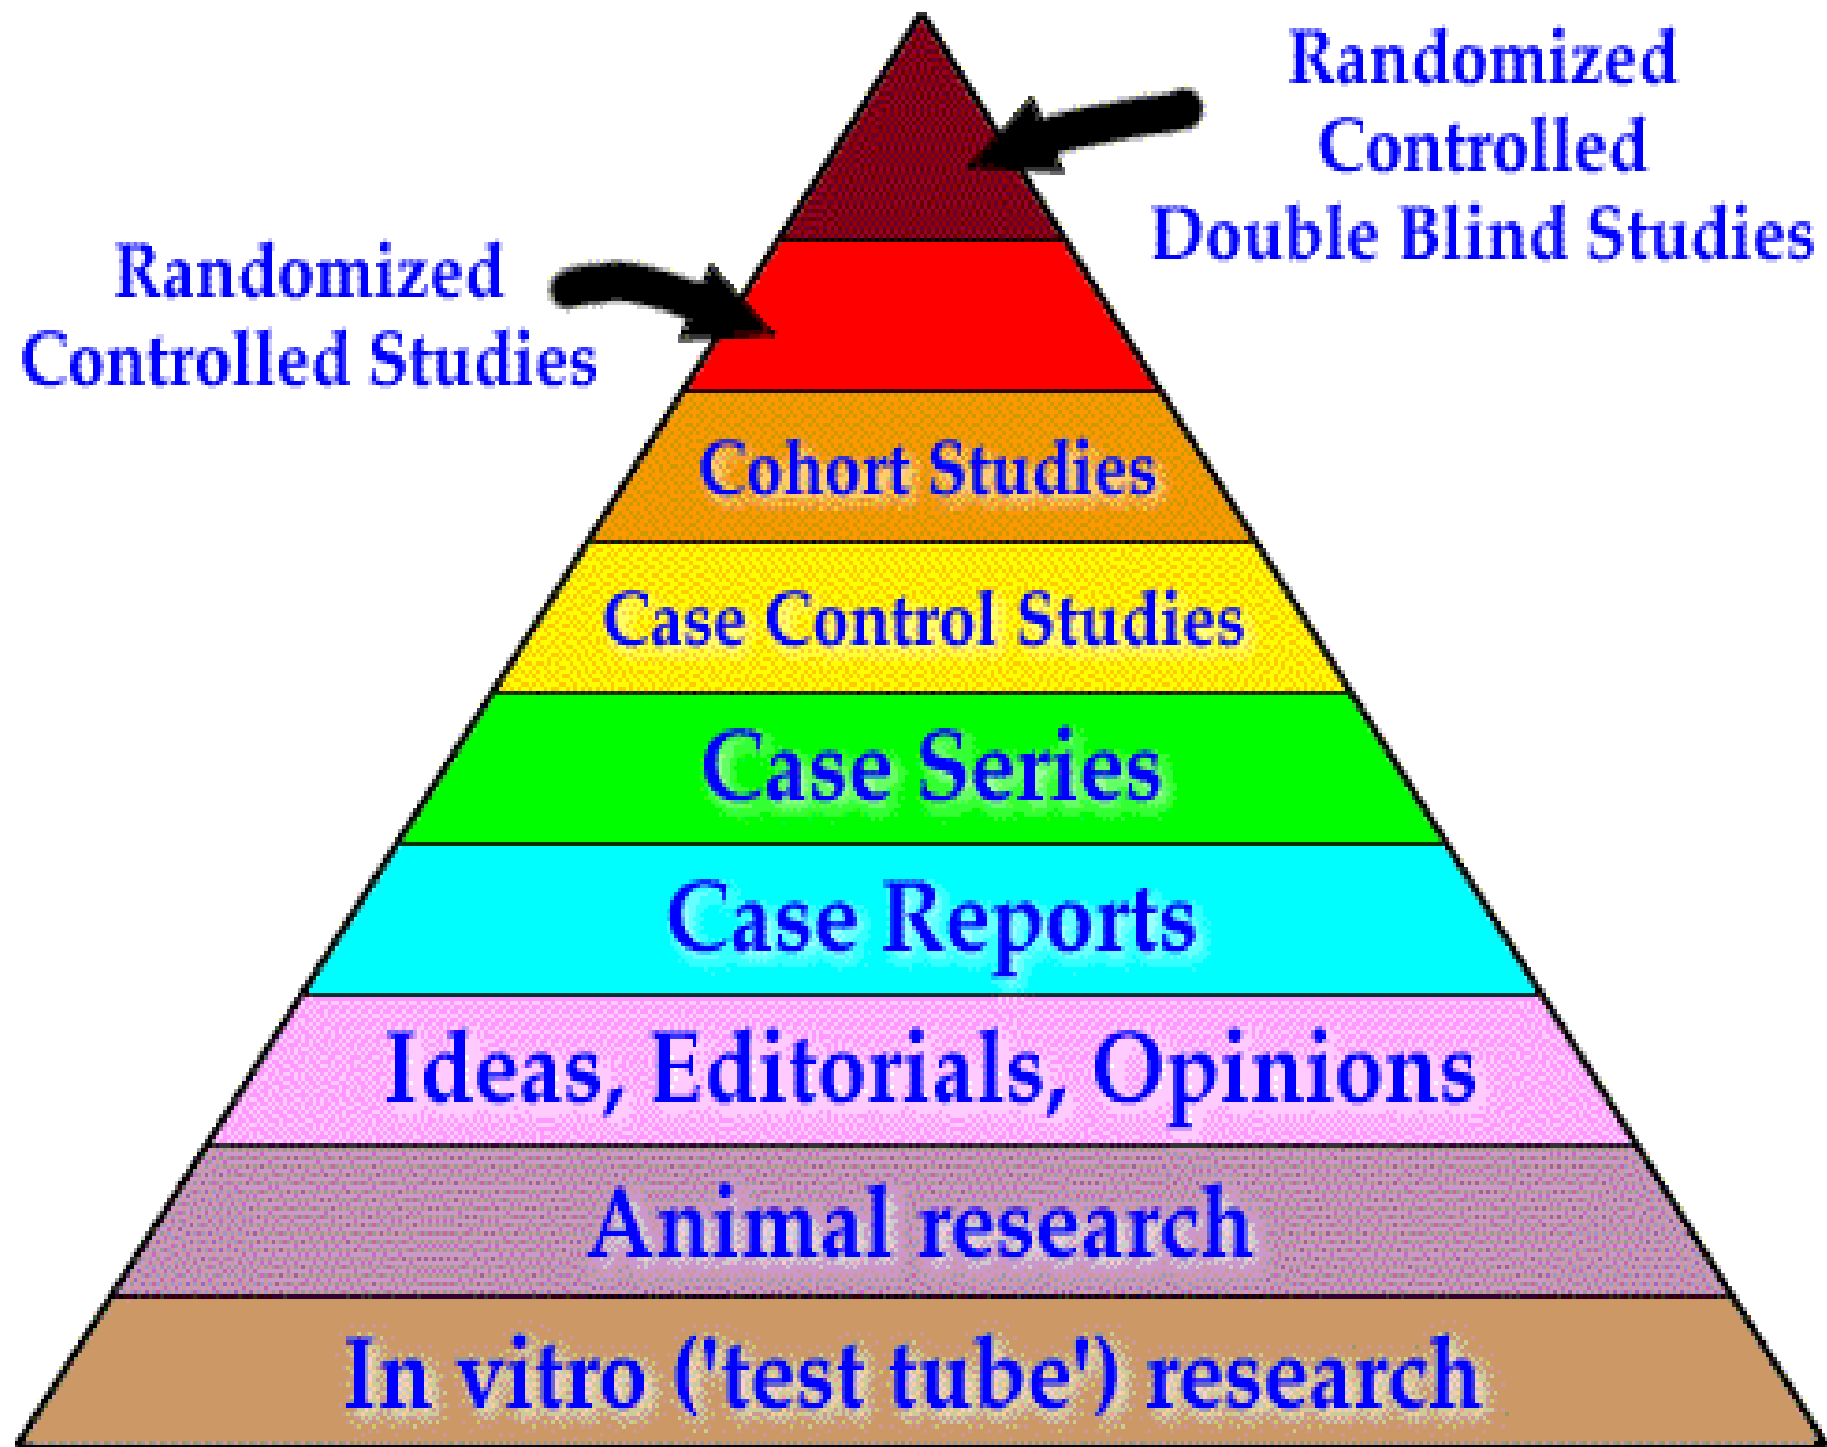 Randomized
Controlled
Double Blind Studies
Randomized
Controlled Studies
Cohort Studies
Case Control Studies
Case Series
Case Reports
Ideas, Editorials, Opinions
Animal research
In vitro ('test tube') research